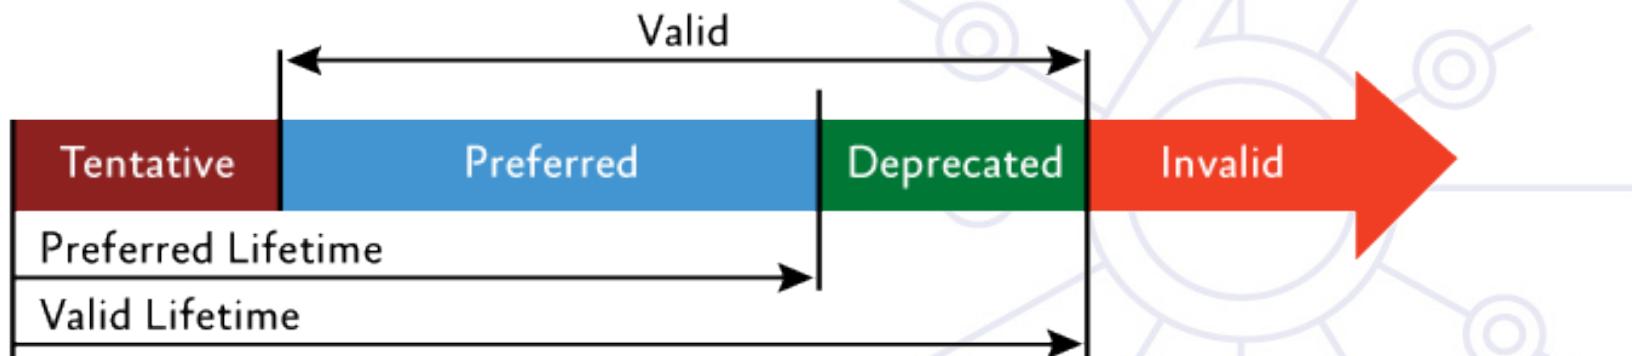 Valid
Tentative
Preferred
Deprecated
Invalid
Preferred Lifetime
Valid Lifetime